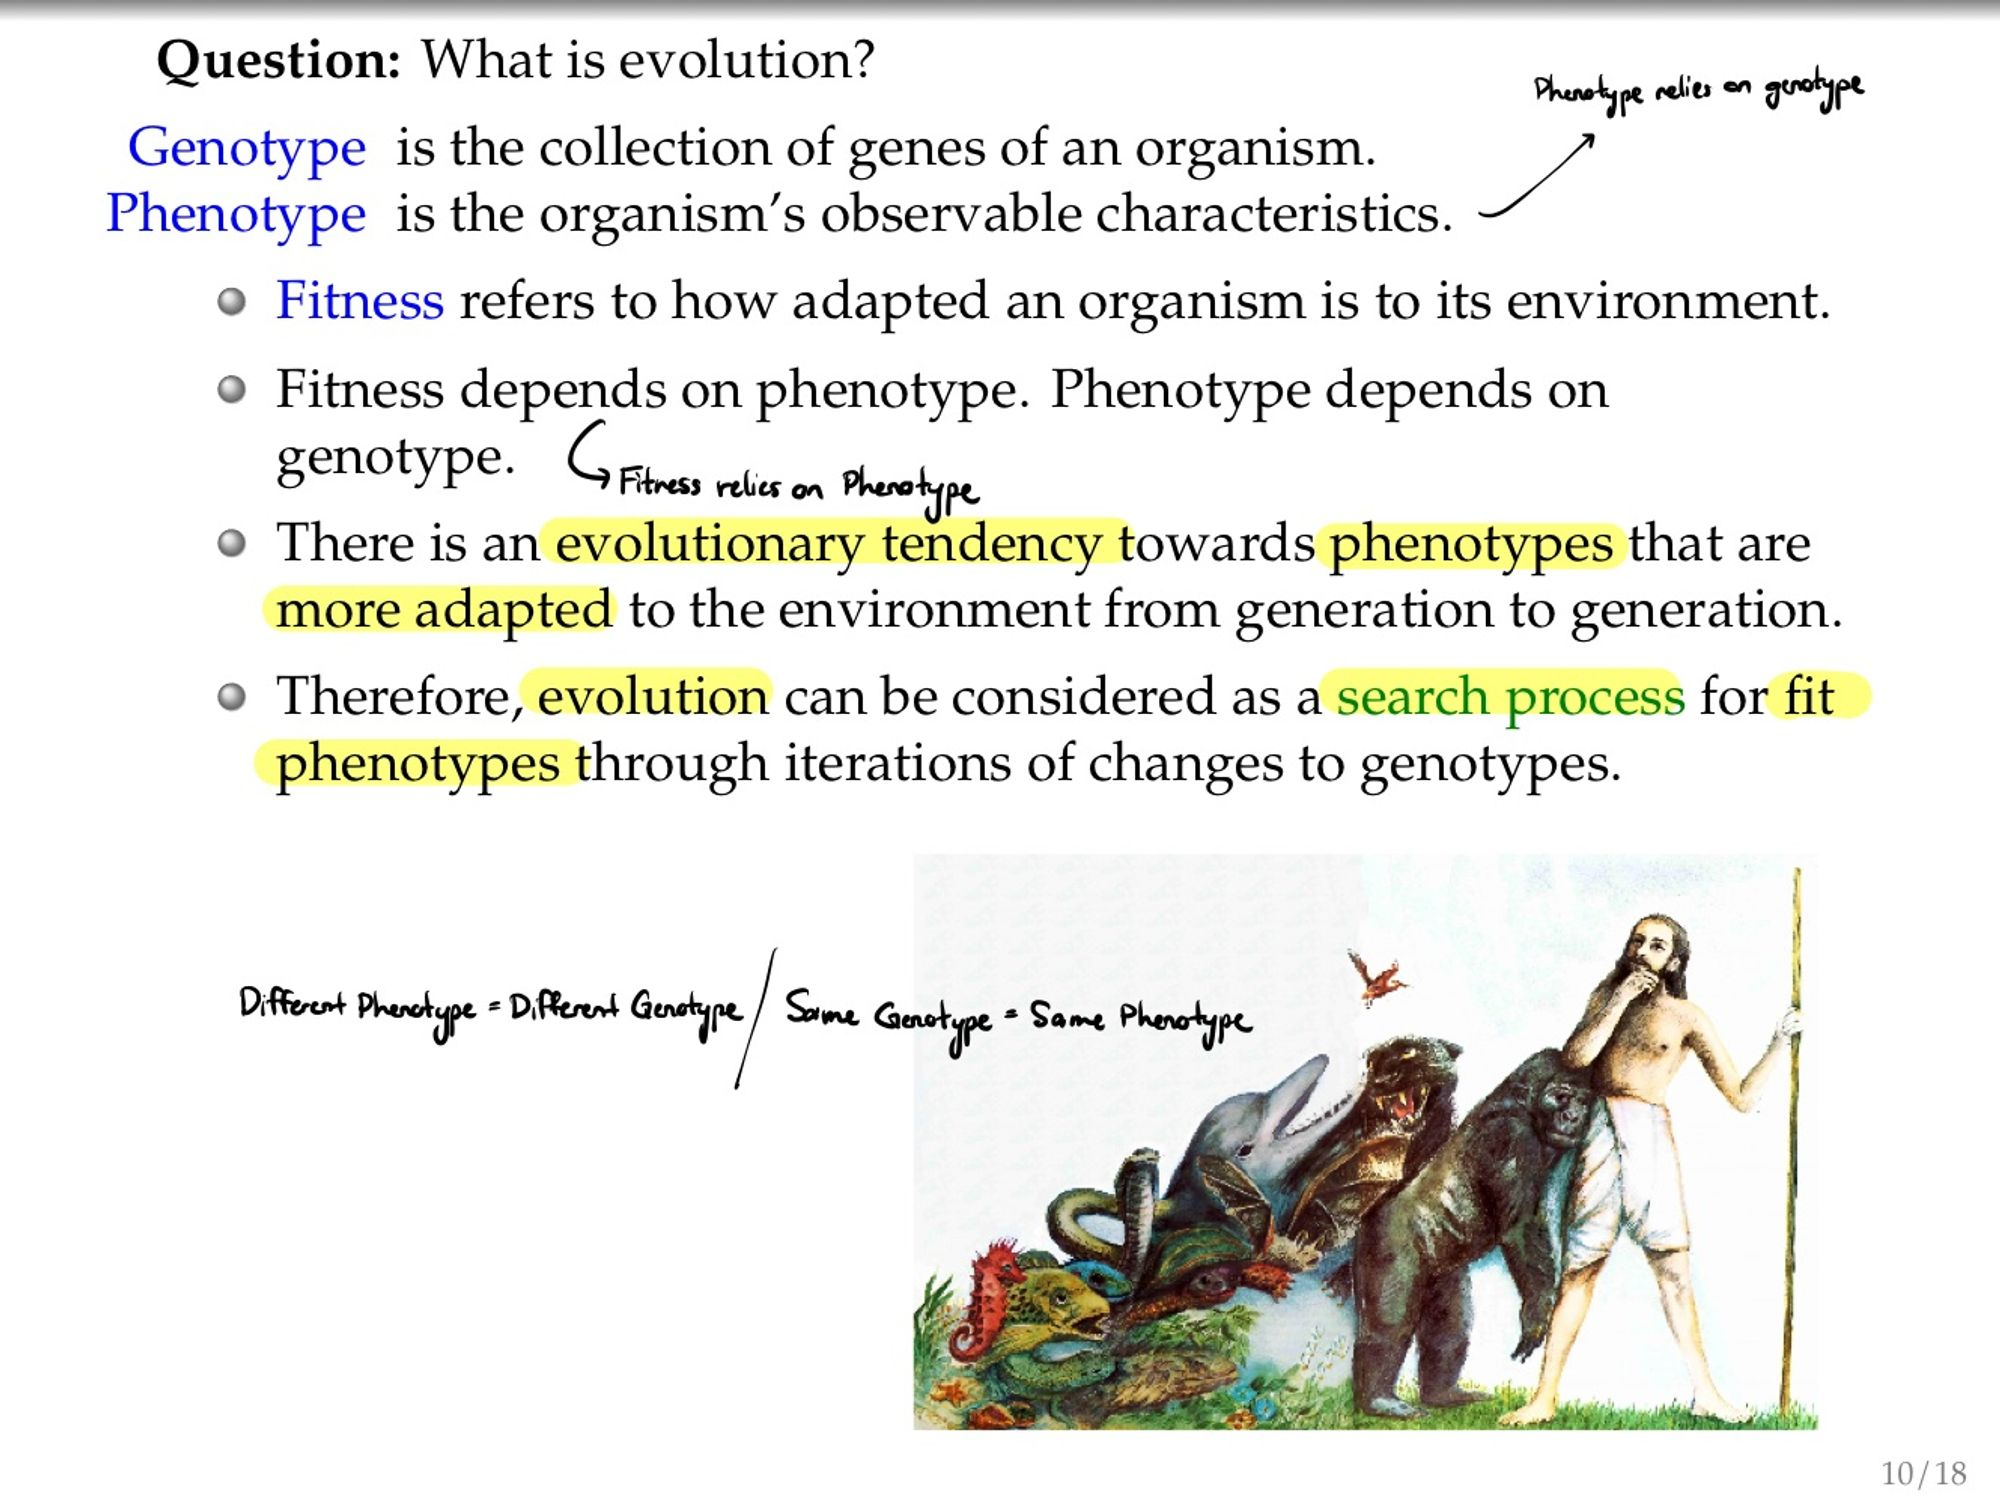 Question: What is evolution?
Phenotype relies on genotype
Genotype is the collection of genes of an organism.
Phenotype is the organism's observable characteristics.
Fitness refers to how adapted an organism is to its environment.
Fitness depends on phenotype. Phenotype depends on
genotype.
Fitness relies on Phenotype
There is an evolutionary tendency towards phenotypes that are
more adapted to the environment from generation to generation.
Therefore, evolution can be considered as a search process for fit
phenotypes through iterations of changes to genotypes.
Different Phenotype = Different Genotype / Same Genotype = Same Phenotype
10/18